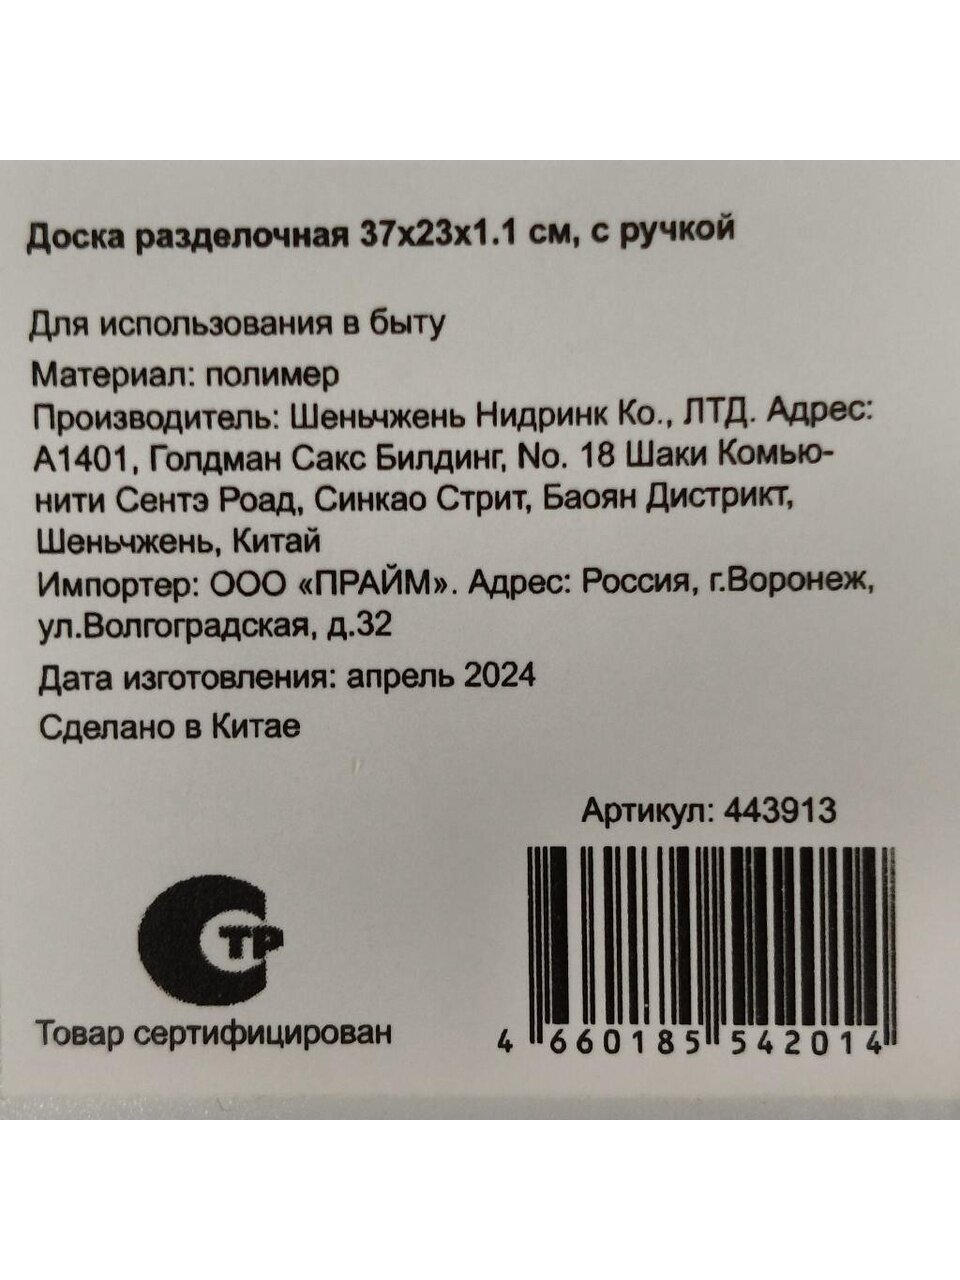 Доска разделочная 37х23х1.1 см, с ручкой
Для использования в быту
Материал: полимер
Производитель: Шеньчжень Нидринк Ко., ЛТД. Адрес:
А1401, Голдман Сакс Билдинг, No. 18 Шаки Комью-
нити Сентэ Роад, Синкао Стрит, Баоян Дистрикт,
Шеньчжень, Китай
Импортер: ООО «ПРАЙМ». Адрес: Россия, г.Воронеж,
ул.Волгоградская, д.32
Дата изготовления: апрель 2024
Сделано в Китае
Артикул: 443913
СТР
Товар сертифицирован
4 660185 542014